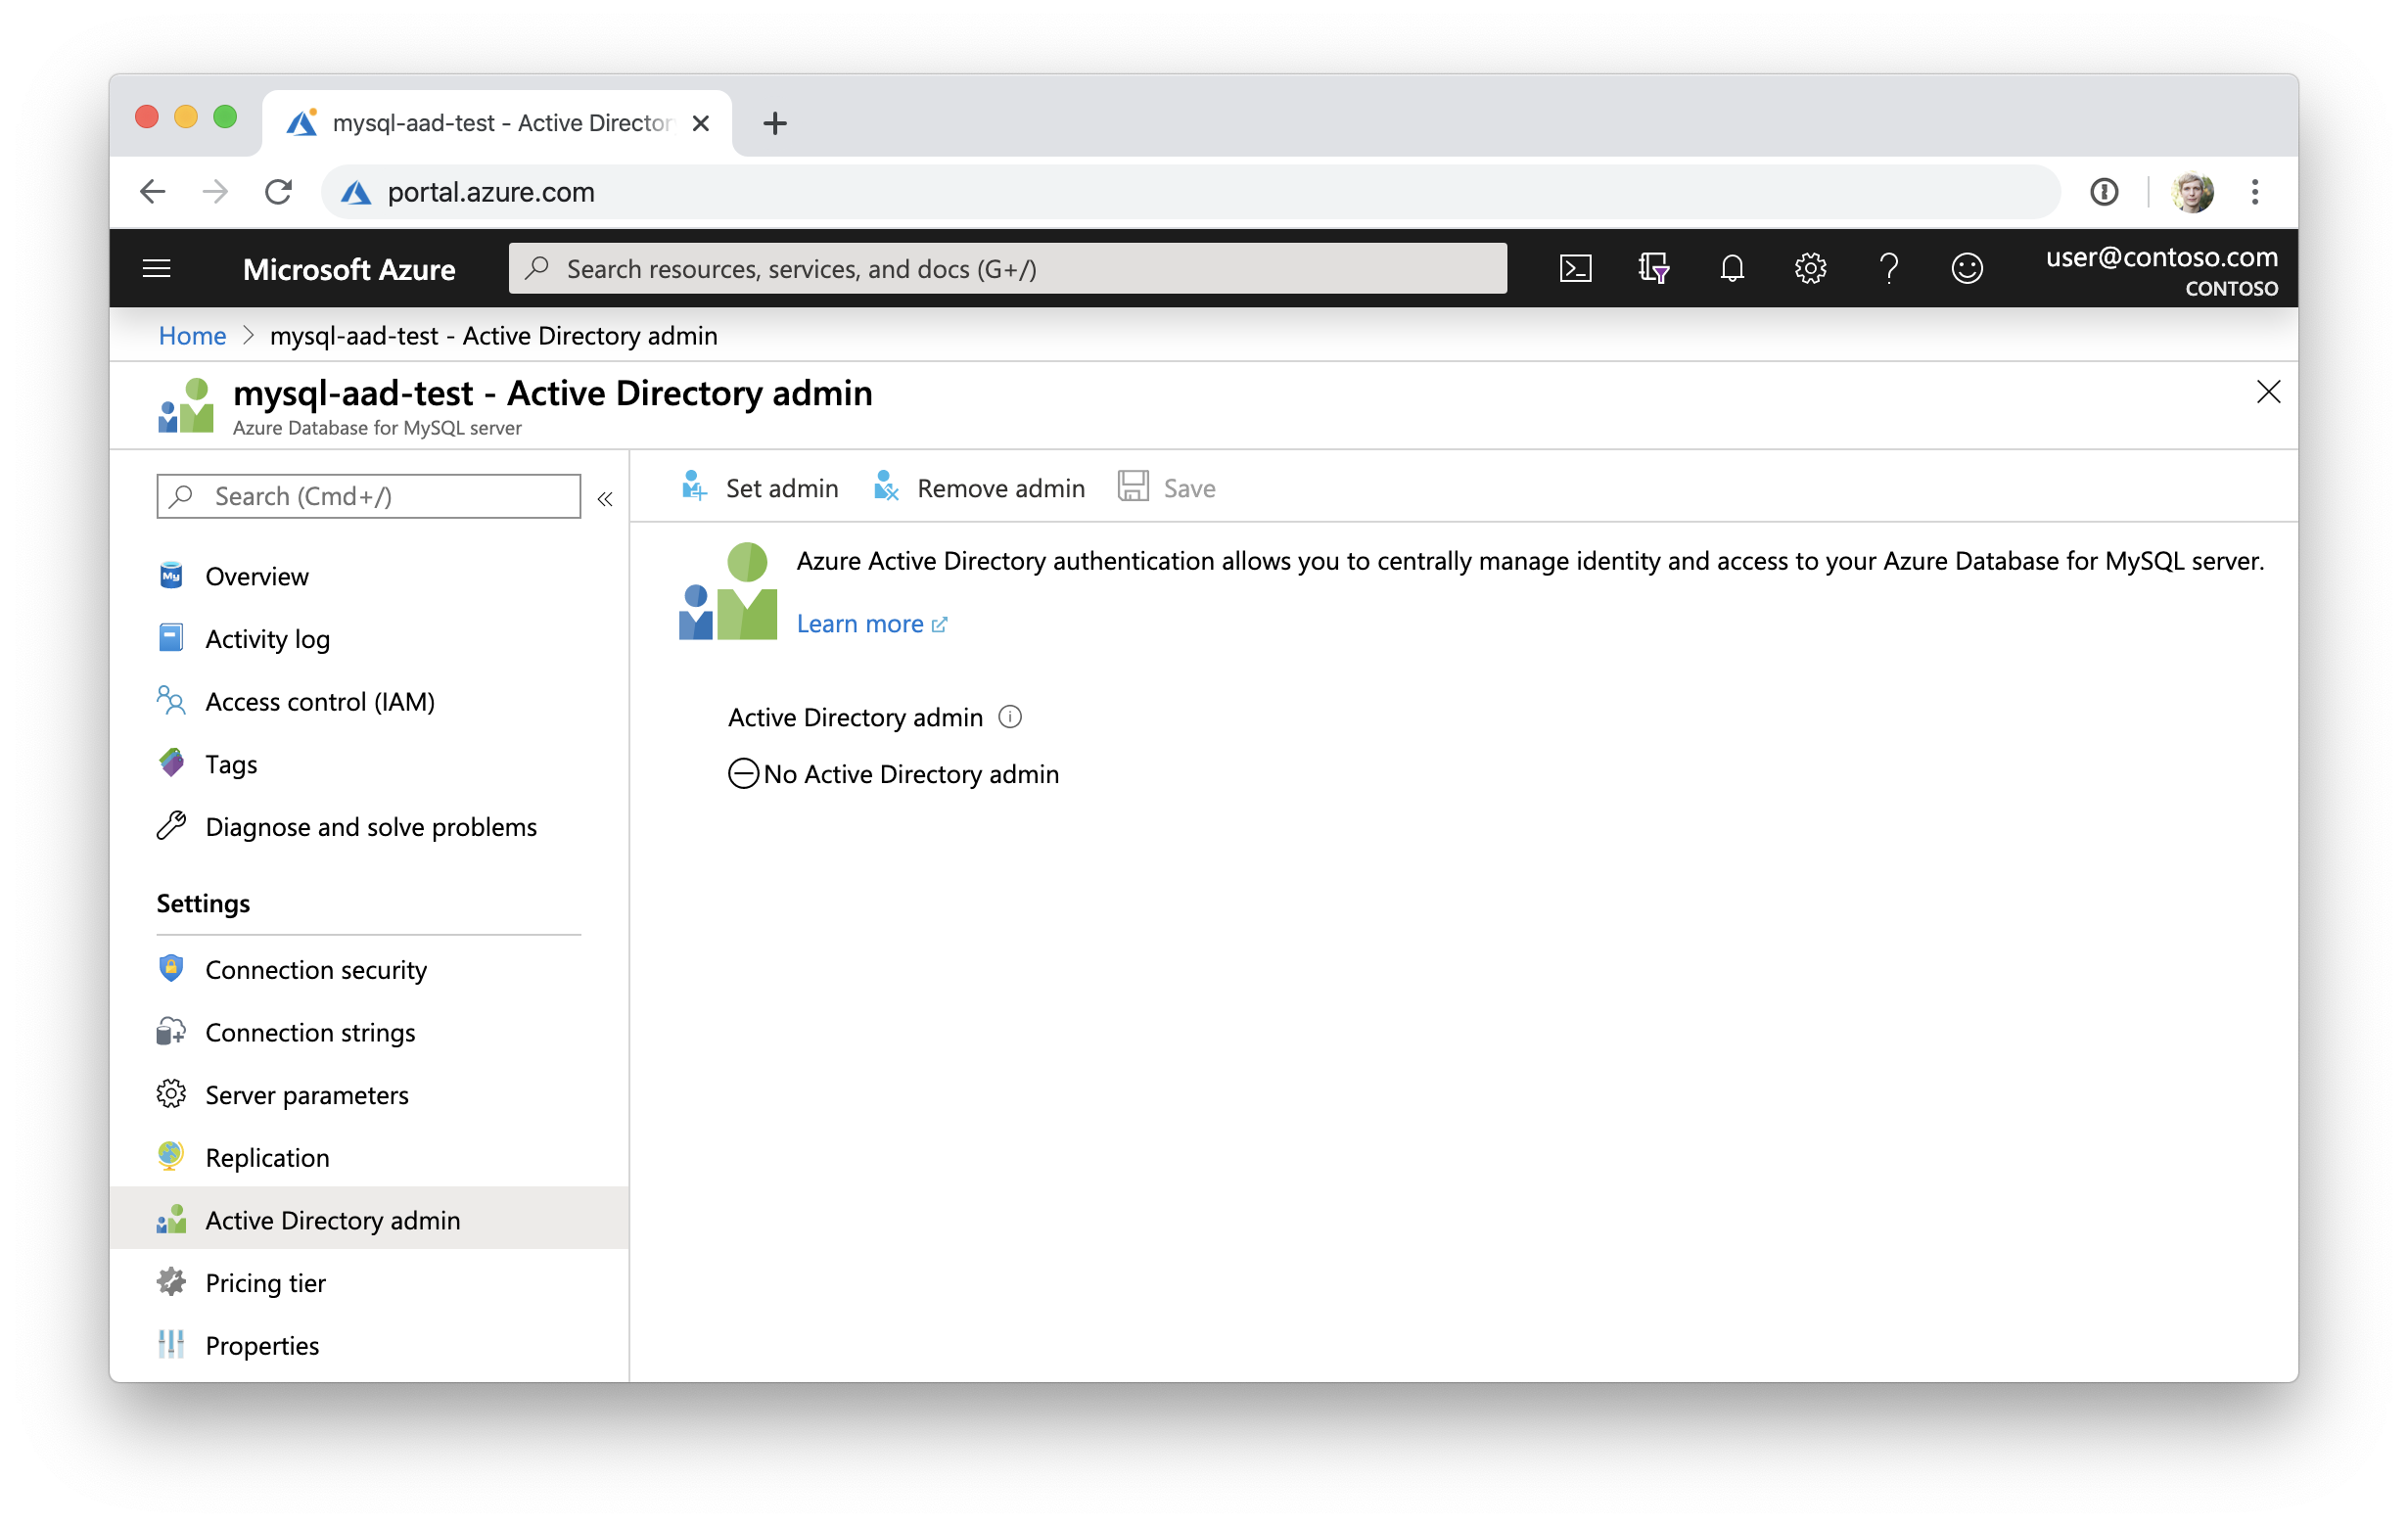 mysql-aad-test - Active Director
portal.azure.com
Microsoft Azure
Search resources, services, and docs (G+/)
user@contoso.com
CONTOSO
Home > mysql-aad-test - Active Directory admin
mysql-aad-test - Active Directory admin
Azure Database for MySQL server
Search (Cmd+/)
Overview
Activity log
Access control (IAM)
Tags
Diagnose and solve problems
Settings
Connection security
Connection strings
Server parameters
Replication
Active Directory admin
Pricing tier
Properties
Set admin
Remove admin
Save
Azure Active Directory authentication allows you to centrally manage identity and access to your Azure Database for MySQL server.
Learn more
Active Directory admin
No Active Directory admin